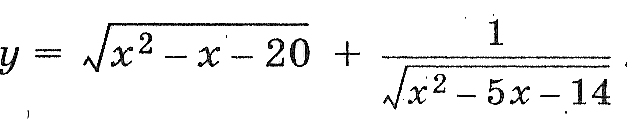 y = √(x² – x – 20) + 1/√(x² – 5x – 14).